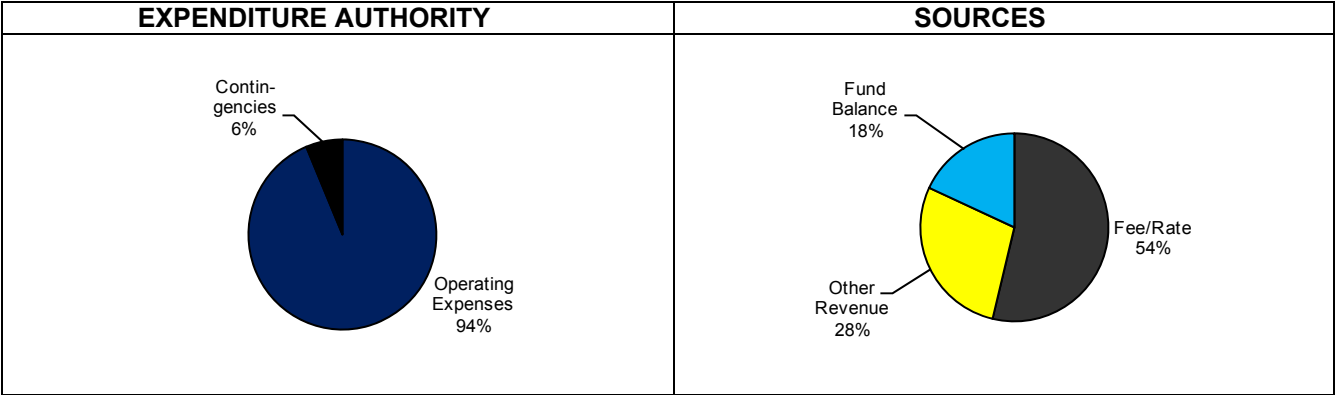 EXPENDITURE AUTHORITY
Contin-
gencies
6%
Operating
Expenses
94%
SOURCES
Fund
Balance
18%
Fee/Rate
54%
Other
Revenue
28%